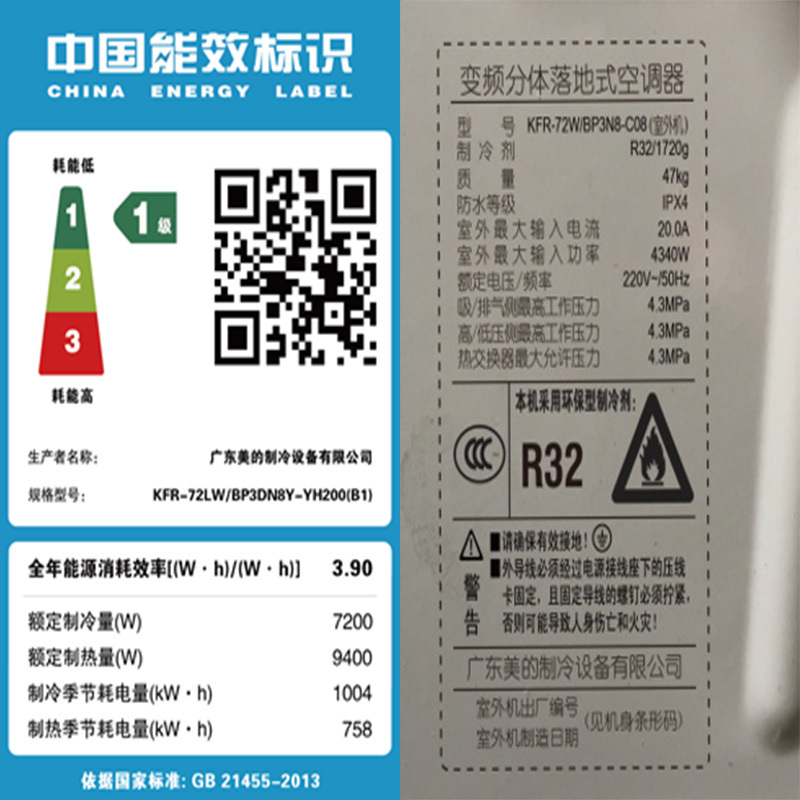 中国能效标识
CHINA ENERGY LABEL
耗能低
1
1级
2
3
耗能高
生产者名称: 广东美的制冷设备有限公司
规格型号: KFR-72LW/BP3DN8Y-YH200(B1)
全年能源消耗效率[(W·h)/(W·h)] 3.90
额定制冷量(W) 7200
额定制热量(W) 9400
制冷季节耗电量(kW·h) 1004
制热季节耗电量(kW·h) 758
依据国家标准: GB 21455-2013
变频分体落地式空调器
型号 KFR-72W/BP3N8-C08(室外机)
制冷剂 R32/1720g
质量 47kg
防水等级 IPX4
室外最大输入电流 20.0A
室外最大输入功率 4340W
额定电压/频率 220V~/50Hz
吸/排气侧最高工作压力 4.3MPa
高/低压侧最高工作压力 4.3MPa
热交换器最大允许压力 4.3MPa
本机采用环保型制冷剂:
CCC
R32
警告
■请确保有效接地!
■外导线必须经过电源接线座下的压线
卡固定,且固定导线的螺钉必须拧紧,
否则可能导致人身伤亡和火灾!
广东美的制冷设备有限公司
室外机出厂编号
室外机制造日期
(见机身条形码)